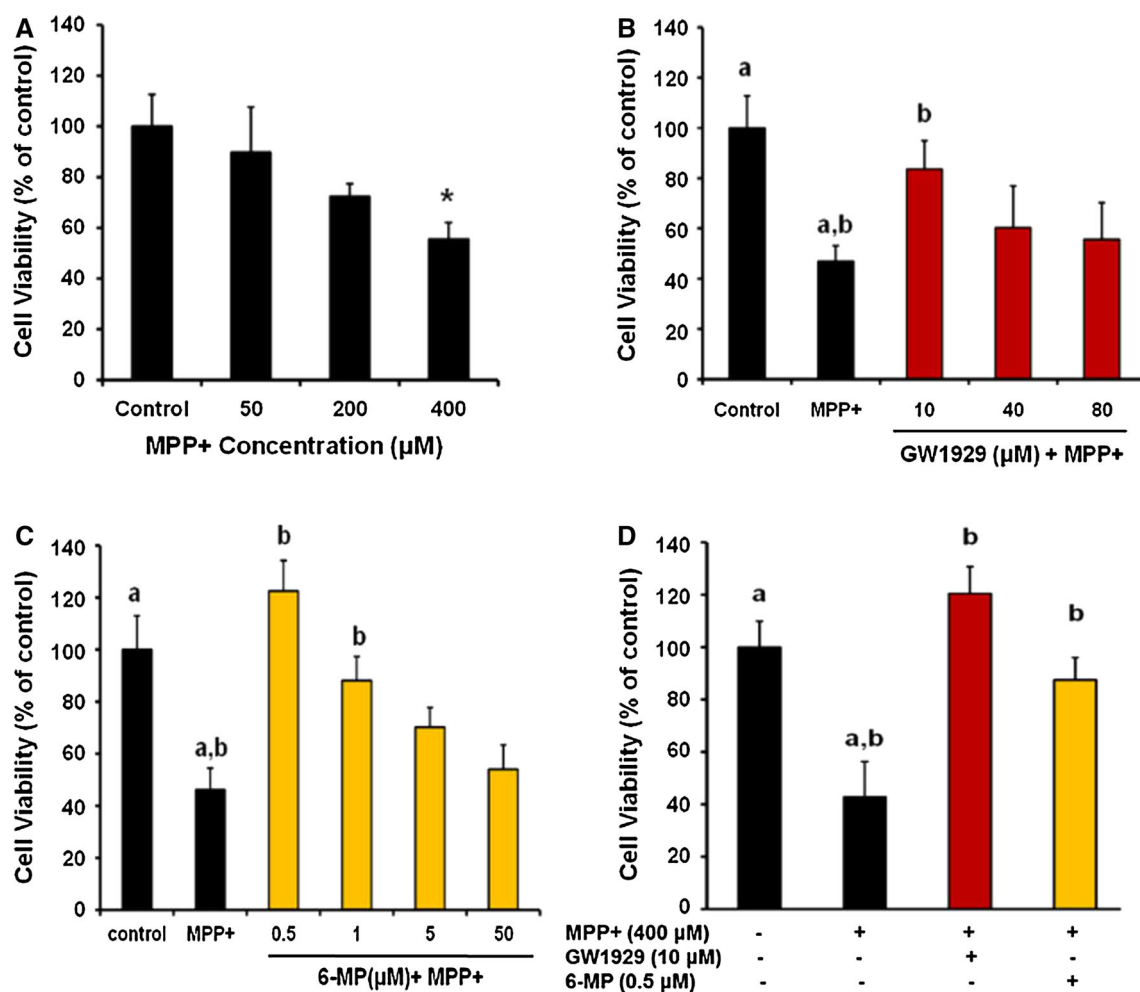 A
140
120
100
80
60
40
20
0
Cell Viability (% of control)
*
Control 50 200 400
MPP+ Concentration (µM)
B
140
120
100
80
60
40
20
0
Cell Viability (% of control)
a
a,b
b
Control MPP+ 10 40 80
GW1929 (µM) + MPP+
C
140
120
100
80
60
40
20
0
Cell Viability (% of control)
a
a,b
b
b
control MPP+ 0.5 1 5 50
6-MP(µM)+ MPP+
D
140
120
100
80
60
40
20
0
Cell Viability (% of control)
a
a,b
b
b
MPP+ (400 µM) - + + +
GW1929 (10 µM) - - + -
6-MP (0.5 µM) - - - +